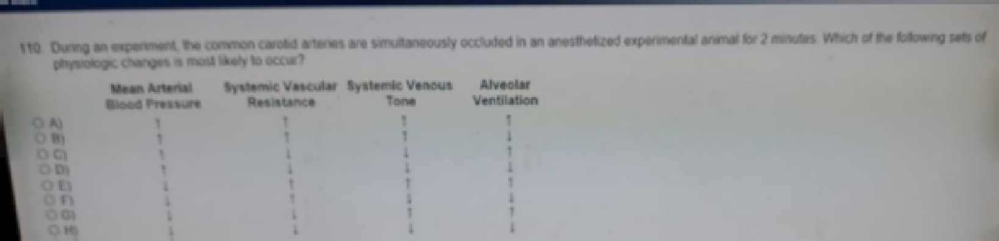 110. During an experiment, the common carotid arteries are simultaneously occluded in an anesthetized experimental animal for 2 minutes. Which of the following sets of
physiologic changes is most likely to occur?
Mean Arterial Systemic Vascular Systemic Venous Alveolar
Blood Pressure Resistance Tone Ventilation
A) ↑ ↑ ↑ ↑
B) ↑ ↑ ↑ ↓
C) ↑ ↓ ↓ ↑
D) ↑ ↓ ↓ ↓
E) ↓ ↑ ↑ ↑
F) ↓ ↑ ↓ ↓
G) ↓ ↓ ↑ ↑
H) ↓ ↓ ↓ ↓